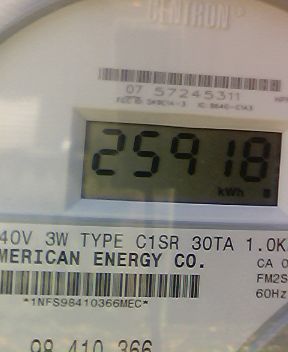 CENTRON®
07 57245311
25918
kWh
40V 3W TYPE C1SR 30TA 1.0K
MERICAN ENERGY CO.
CA 0
FM2S
60Hz
*1NFS98410366MEC*
98 410 366